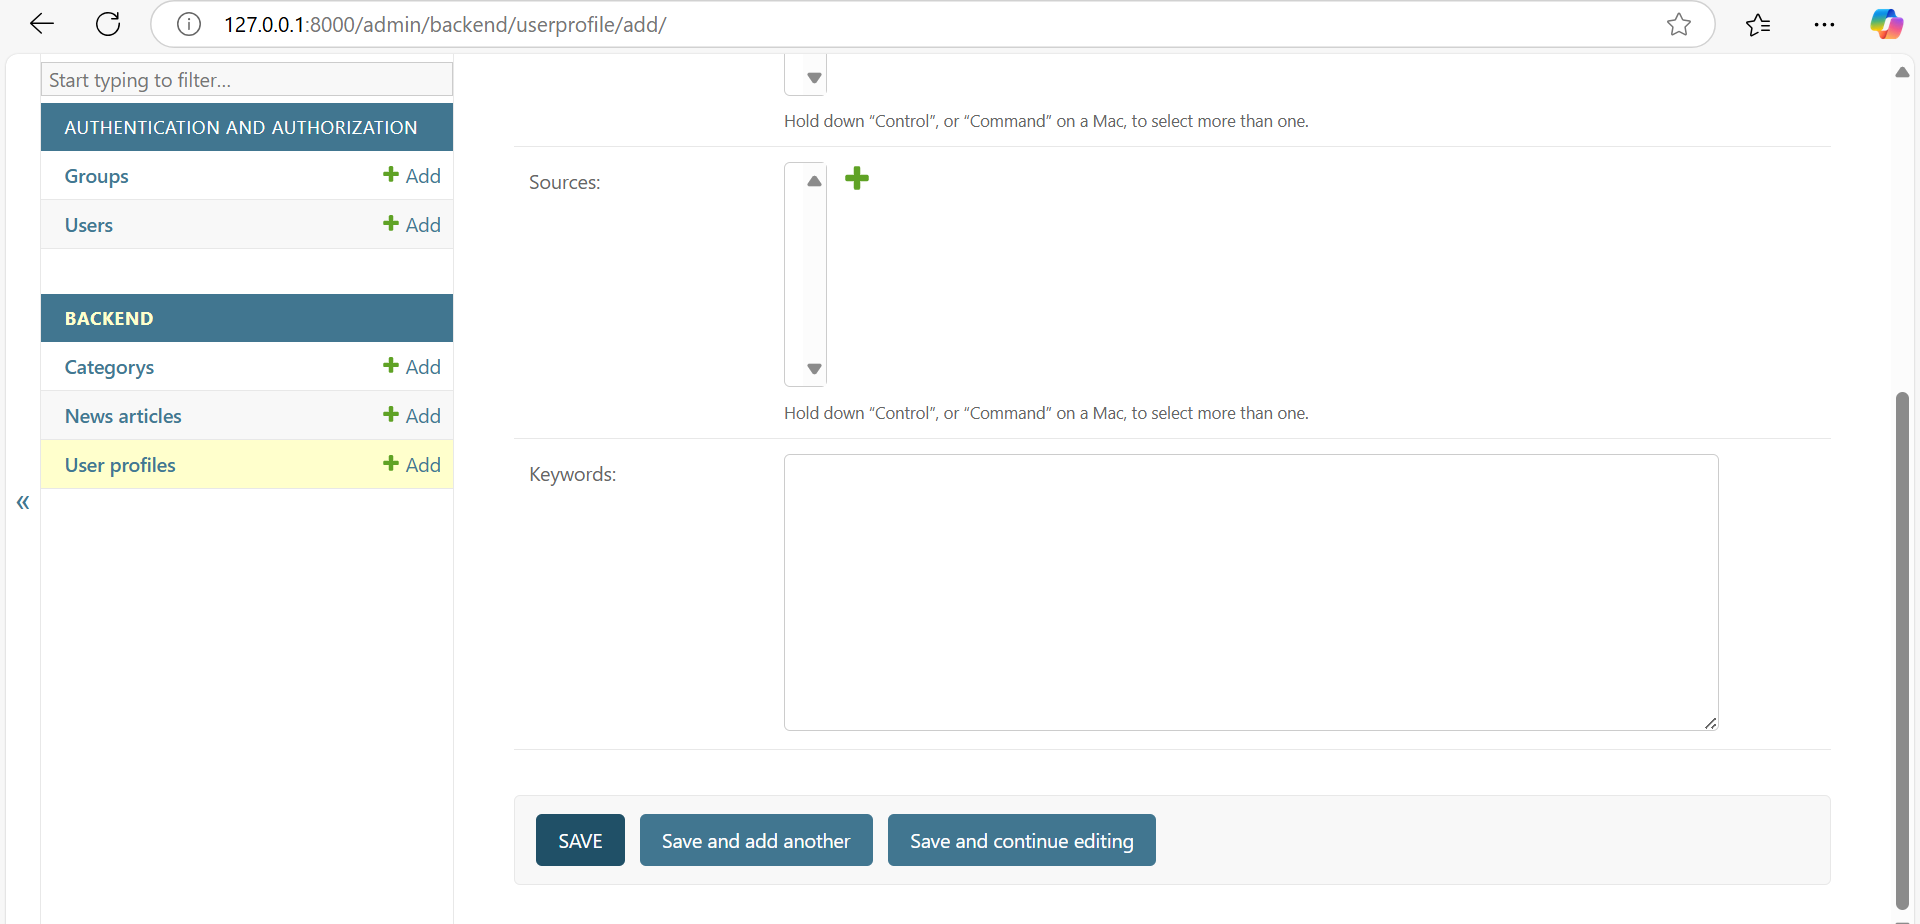 127.0.0.1:8000/admin/backend/userprofile/add/
Start typing to filter...
AUTHENTICATION AND AUTHORIZATION
Groups
Add
Users
Add
BACKEND
Categorys
Add
News articles
Add
User profiles
Add
«
Hold down “Control”, or “Command” on a Mac, to select more than one.
Sources:
Hold down “Control”, or “Command” on a Mac, to select more than one.
Keywords:
SAVE
Save and add another
Save and continue editing